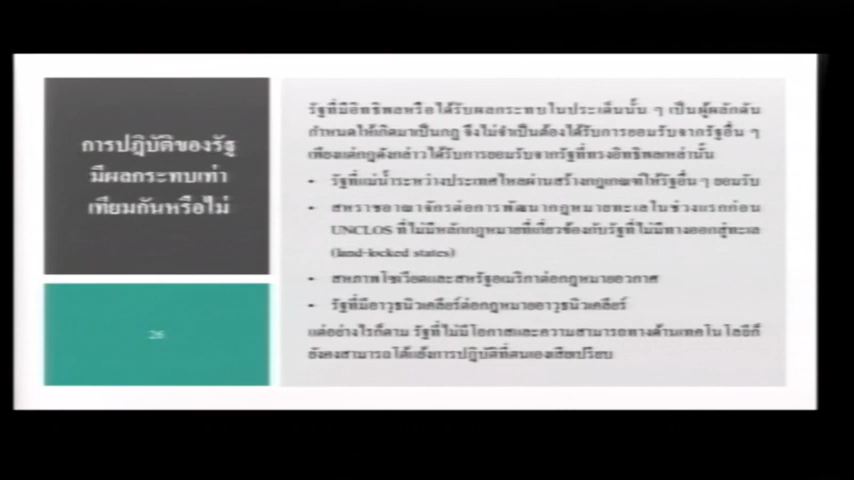 การปฏิบัติของรัฐ
มีผลกระทบเท่า
เทียมกันหรือไม่
26
รัฐที่มีอิทธิพลหรือได้รับผลกระทบในประเด็นนั้น ๆ เป็นผู้ผลักดัน
กำหนดให้เกิดมาเป็นกฎ จึงไม่จำเป็นต้องได้รับการยอมรับจากรัฐอื่น ๆ
เพียงแต่กฎดังกล่าวได้รับการยอมรับจากรัฐที่ทรงอิทธิพลเหล่านั้น
• รัฐที่แม่น้ำระหว่างประเทศไหลผ่านสร้างกฎเกณฑ์ให้รัฐอื่น ๆ ยอมรับ
• สหราชอาณาจักรต่อการพัฒนากฎหมายทะเลในช่วงแรกก่อน
UNCLOS ที่ไม่มีหลักกฎหมายที่เกี่ยวข้องกับรัฐที่ไม่มีทางออกสู่ทะเล
(land-locked states)
• สหภาพโซเวียตและสหรัฐอเมริกาต่อกฎหมายอวกาศ
• รัฐที่มีอาวุธนิวเคลียร์ต่อกฎหมายอาวุธนิวเคลียร์
แต่อย่างไรก็ตาม รัฐที่ไม่มีโอกาสและความสามารถทางด้านเทคโนโลยีก็
ยังคงสามารถโต้แย้งการปฏิบัติที่ตนเองเสียเปรียบ